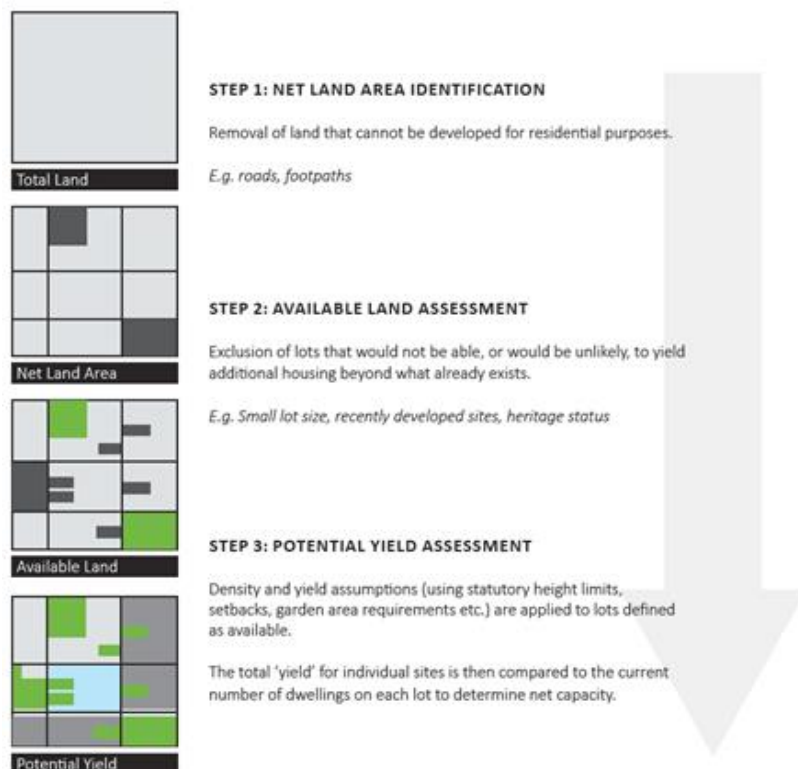 Total Land
STEP 1: NET LAND AREA IDENTIFICATION
Removal of land that cannot be developed for residential purposes.
E.g. roads, footpaths
Net Land Area
STEP 2: AVAILABLE LAND ASSESSMENT
Exclusion of lots that would not be able, or would be unlikely, to yield
additional housing beyond what already exists.
E.g. Small lot size, recently developed sites, heritage status
Available Land
STEP 3: POTENTIAL YIELD ASSESSMENT
Density and yield assumptions (using statutory height limits,
setbacks, garden area requirements etc.) are applied to lots defined
as available.
The total ‘yield’ for individual sites is then compared to the current
number of dwellings on each lot to determine net capacity.
Potential Yield